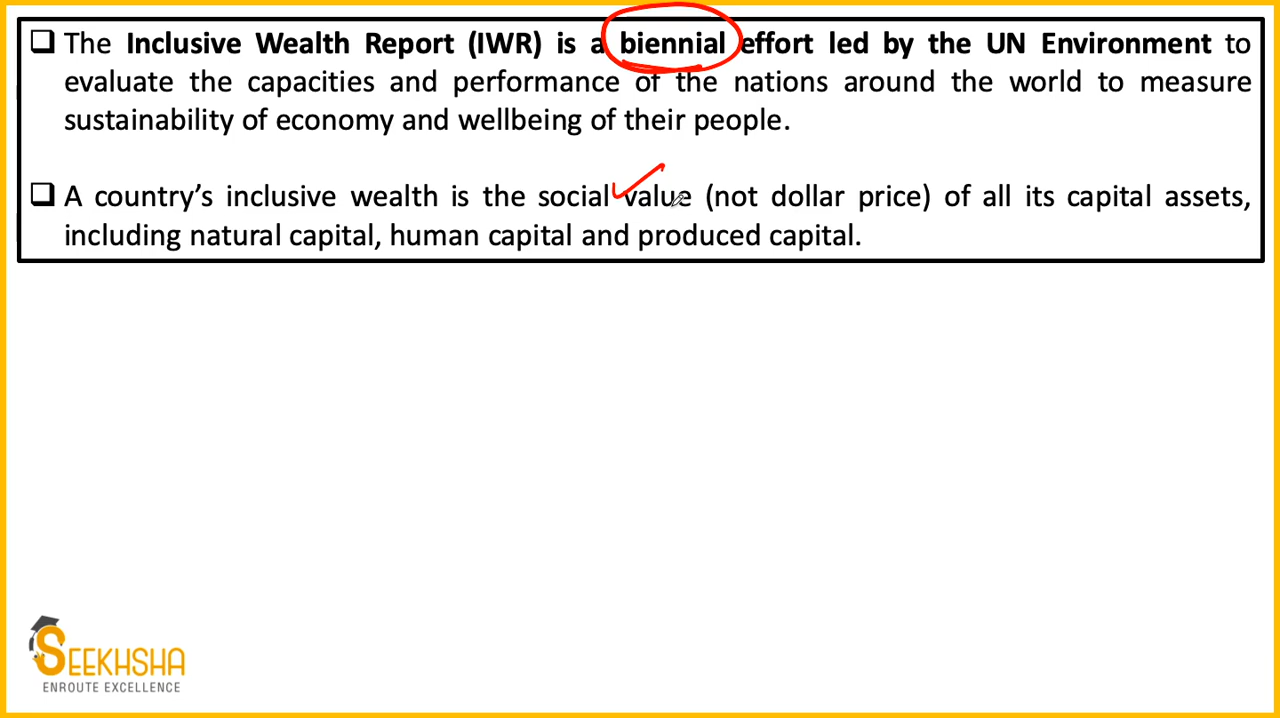 ❑ The Inclusive Wealth Report (IWR) is a biennial effort led by the UN Environment to
evaluate the capacities and performance of the nations around the world to measure
sustainability of economy and wellbeing of their people.
❑ A country’s inclusive wealth is the social value (not dollar price) of all its capital assets,
including natural capital, human capital and produced capital.
SEEKHSHA
ENROUTE EXCELLENCE